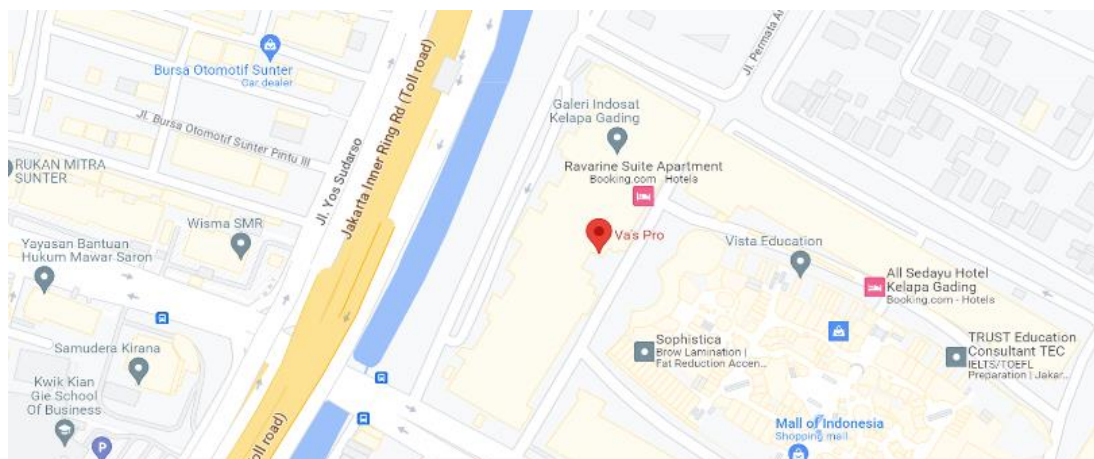 Bursa Otomotif Sunter
Car dealer
Jl. Bursa Otomotif Sunter Pintu III
RUKAN MITRA
SUNTER
Wisma SMR
Yayasan Bantuan
Hukum Mawar Saron
Samudera Kirana
Kwik Kian
Gie School
Of Business
P
Jl. Yos Sudarso
Jakarta Inner Ring Rd (Toll road)
oll road)
Galeri Indosat
Kelapa Gading
Ravarine Suite Apartment
Booking.com · Hotels
Va's Pro
Jl. Permata
Vista Education
All Sedayu Hotel
Kelapa Gading
Booking.com · Hotels
Sophistica
Brow Lamination |
Fat Reduction Accen...
TRUST Education
Consultant TEC
IELTS/TOEFL
Preparation | Jakar...
Mall of Indonesia
Shopping mall